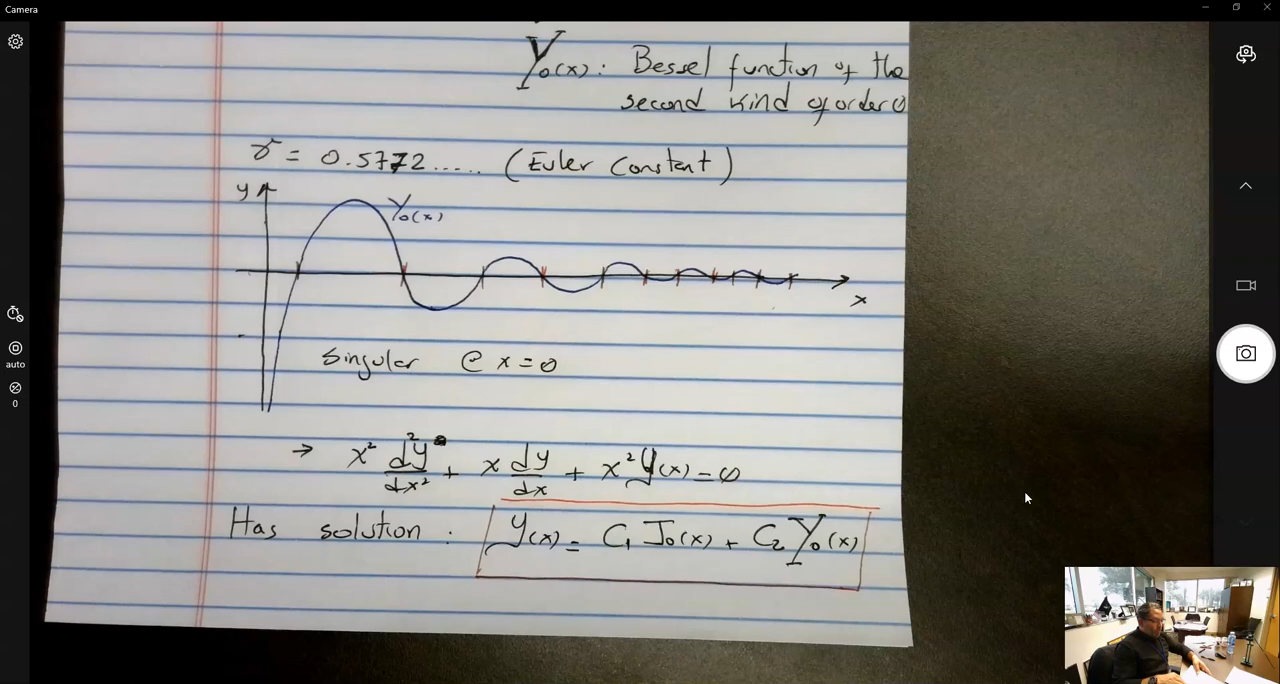 Camera
Y₀(x): Bessel function of the
second kind of order 0
γ = 0.5772..... (Euler Constant)
y
Y₀(x)
x
Singular @ x = 0
→ x² d²y/dx² + x dy/dx + x² y(x) = 0
Has solution : y(x) = C₁ J₀(x) + C₂ Y₀(x)
auto
0